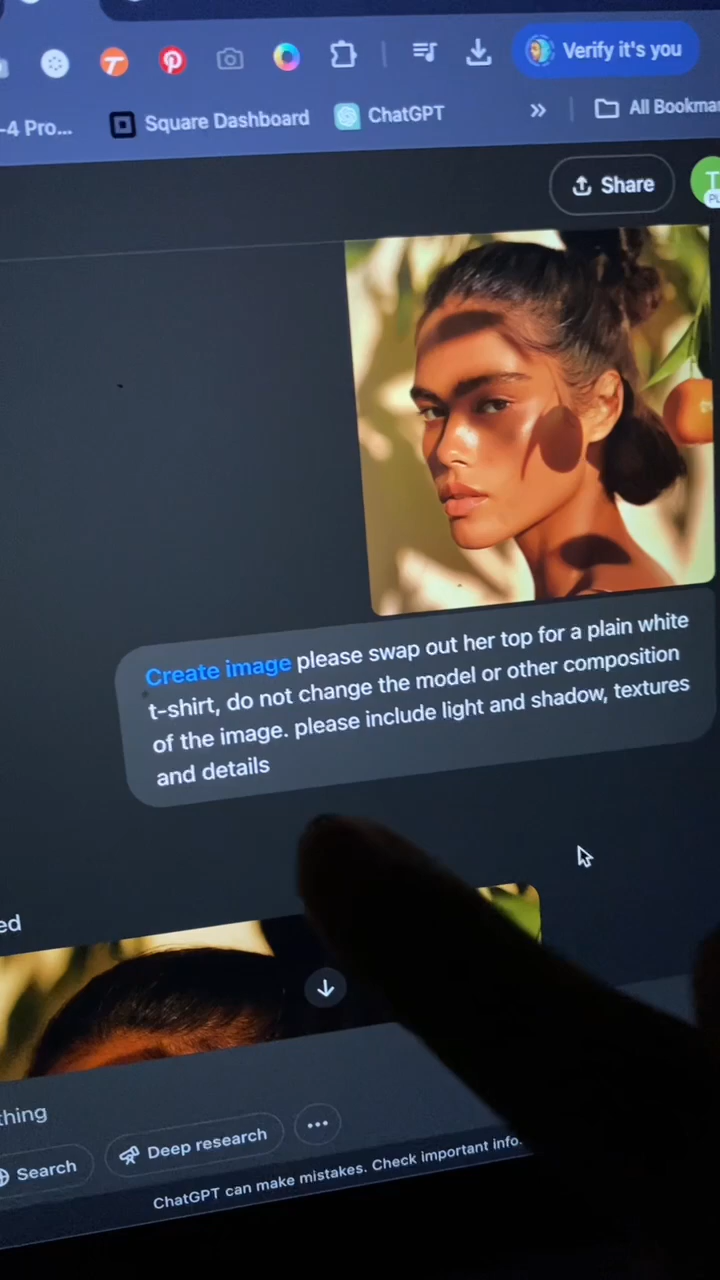 Verify it's you
-4 Pro...
Square Dashboard
ChatGPT
All Bookma
Share
T
Create image please swap out her top for a plain white
t-shirt, do not change the model or other composition
of the image. please include light and shadow, textures
and details
ed
thing
Search
Deep research
ChatGPT can make mistakes. Check important info.